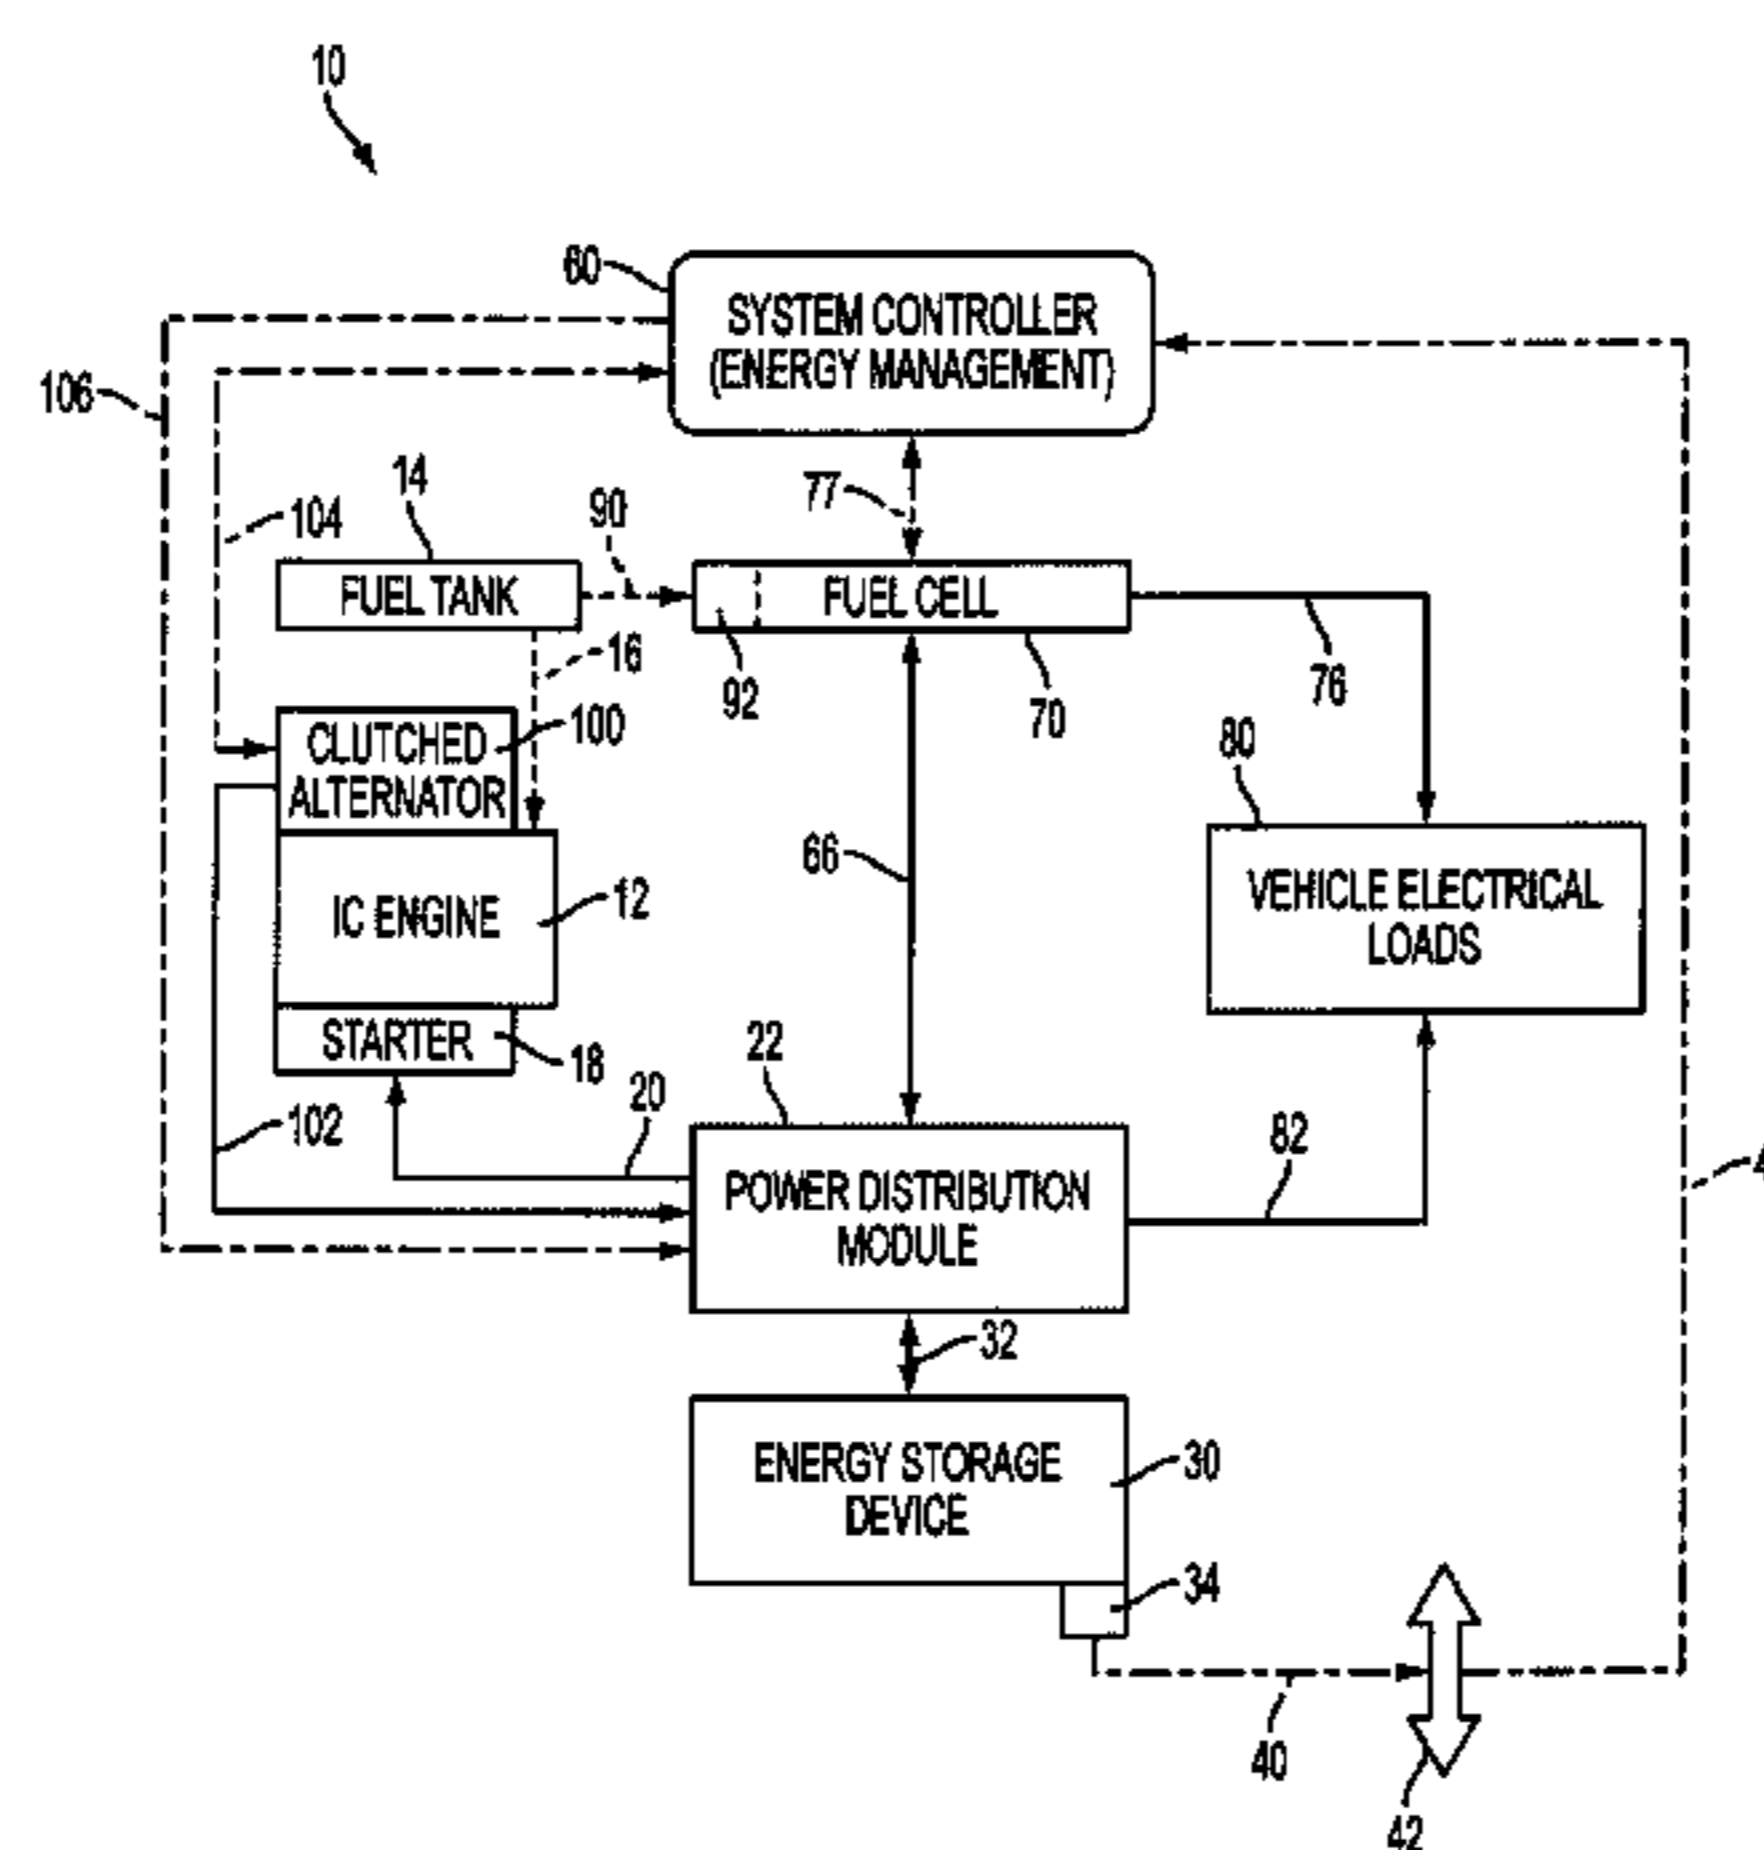 10
60
SYSTEM CONTROLLER
(ENERGY MANAGEMENT)
106
104
14
90
77
FUEL TANK
FUEL CELL
16
92
70
76
CLUTCHED
ALTERNATOR
100
80
66
VEHICLE ELECTRICAL
LOADS
IC ENGINE
12
STARTER
18
22
20
102
82
POWER DISTRIBUTION
MODULE
32
ENERGY STORAGE
DEVICE
30
34
40
42